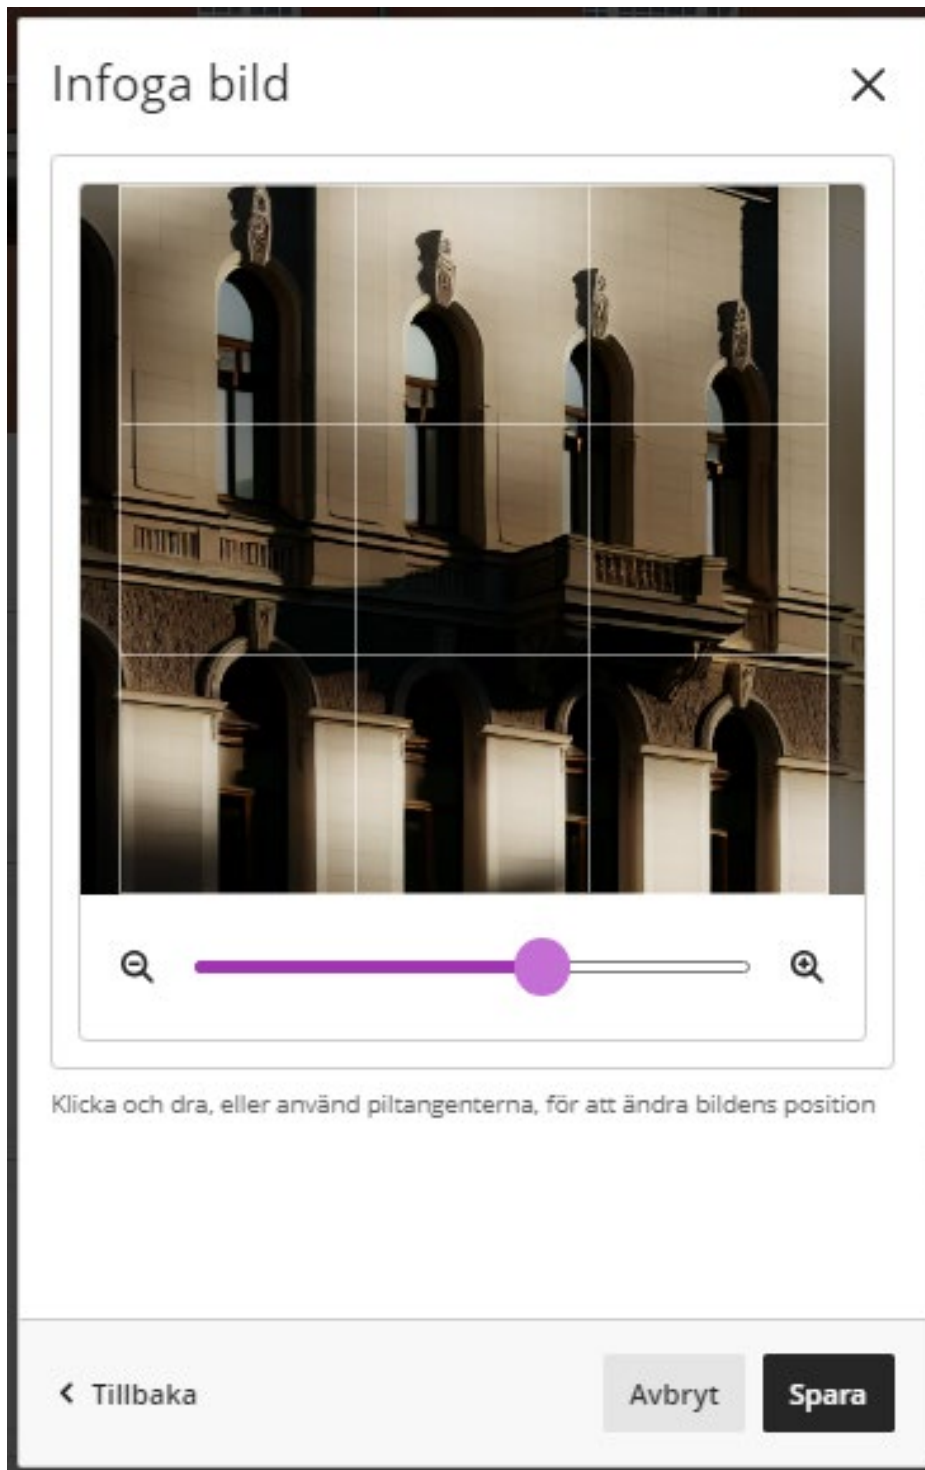 Infoga bild
Klicka och dra, eller använd piltangenterna, för att ändra bildens position
Tillbaka
Avbryt
Spara